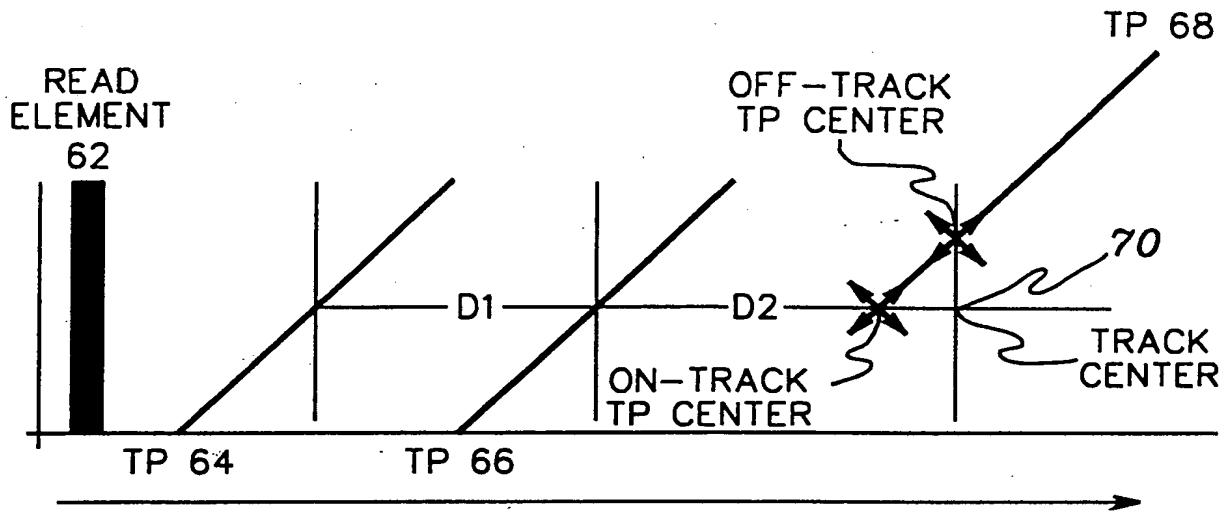 TP 68
READ
ELEMENT
62
OFF-TRACK
TP CENTER
70
D1
D2
TRACK
CENTER
ON-TRACK
TP CENTER
TP 64
TP 66